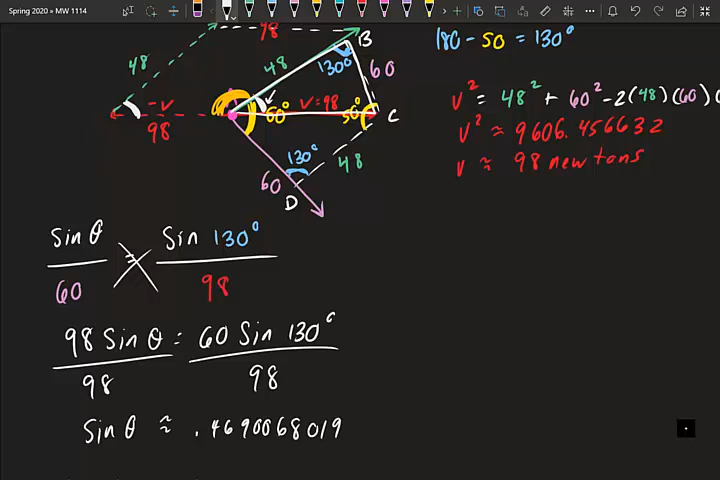 Spring 2020 » MW 1114
98
B
180 - 50 = 130°
48
48
130°
60
-v
98
60°
v = 98
50°
C
v² = 48² + 60² - 2(48)(60)(
v² ≈ 9606.456632
v ≈ 98 newtons
130°
48
60
D
Sin θ / 60 = Sin 130° / 98
98 Sin θ / 98 = 60 Sin 130° / 98
Sin θ ≈ .4690068019